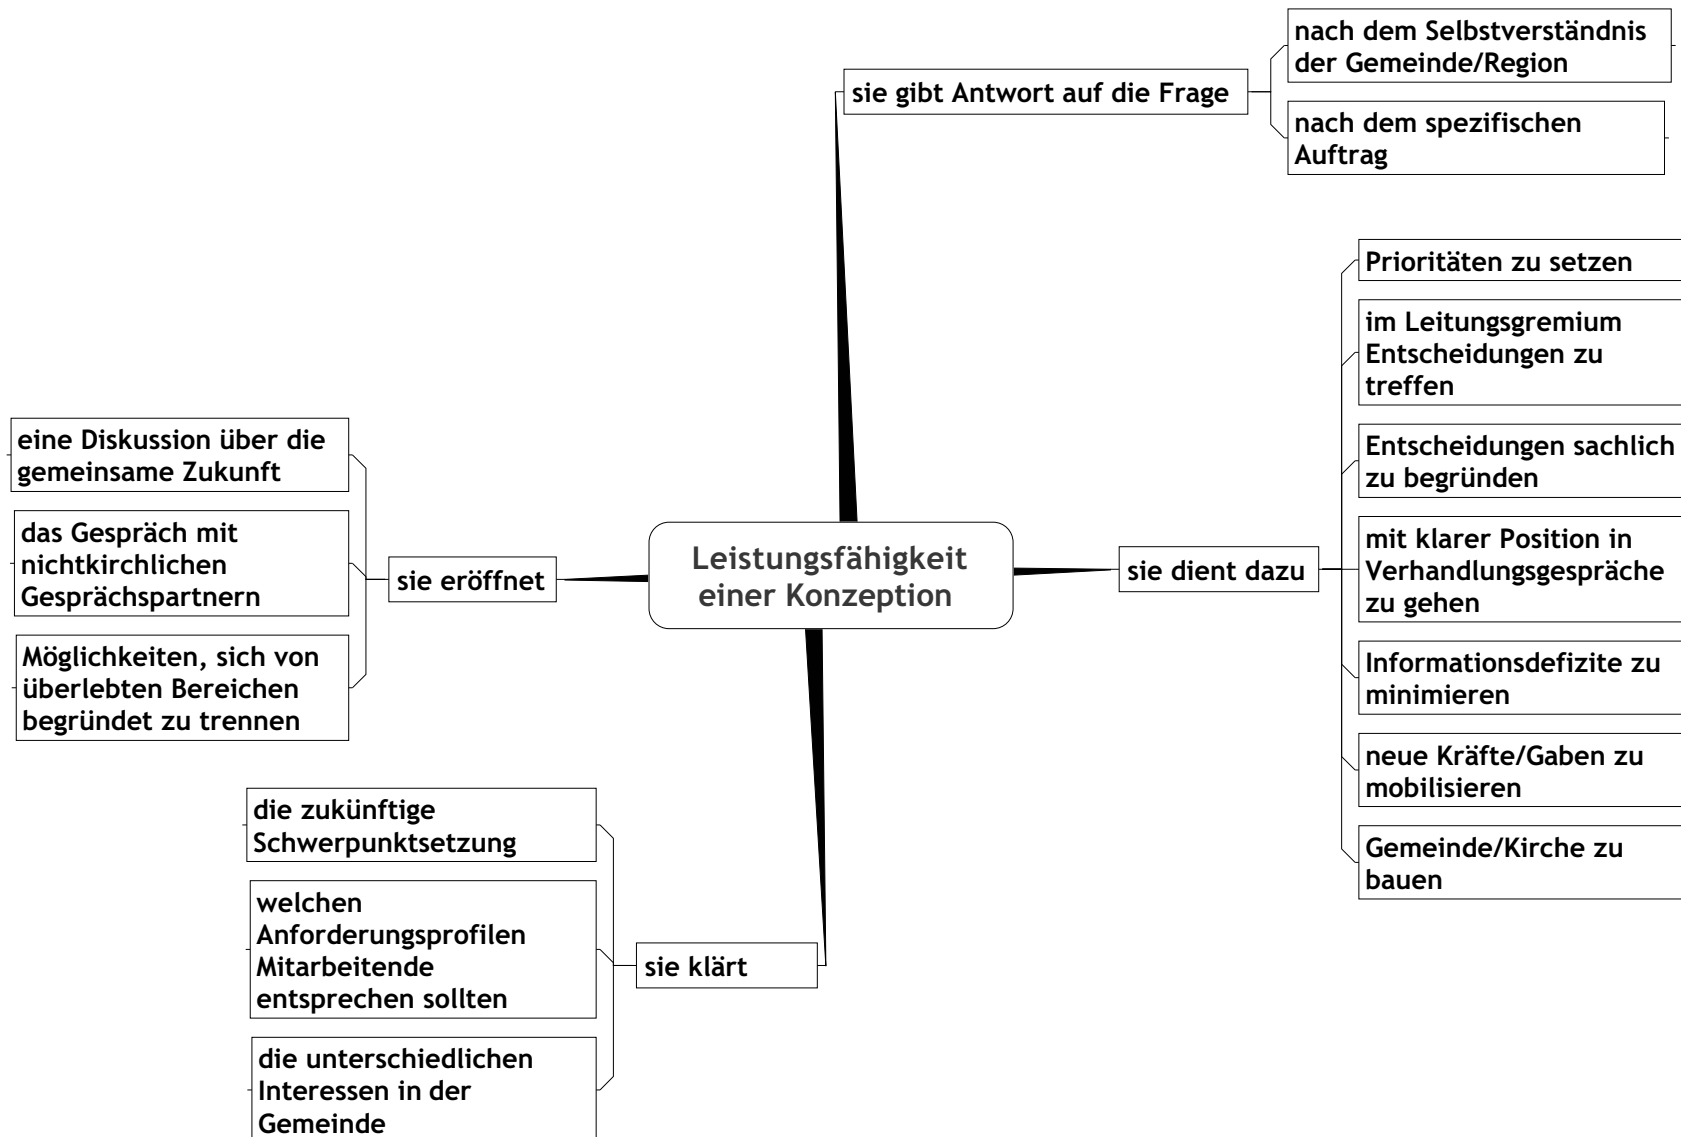 nach dem Selbstverständnis
der Gemeinde/Region
sie gibt Antwort auf die Frage
nach dem spezifischen
Auftrag
Prioritäten zu setzen
im Leitungsgremium
Entscheidungen zu
treffen
Entscheidungen sachlich
zu begründen
mit klarer Position in
Verhandlungsgespräche
zu gehen
Informationsdefizite zu
minimieren
neue Kräfte/Gaben zu
mobilisieren
Gemeinde/Kirche zu
bauen
sie dient dazu
Leistungsfähigkeit
einer Konzeption
sie eröffnet
eine Diskussion über die
gemeinsame Zukunft
das Gespräch mit
nichtkirchlichen
Gesprächspartnern
Möglichkeiten, sich von
überlebten Bereichen
begründet zu trennen
sie klärt
die zukünftige
Schwerpunktsetzung
welchen
Anforderungsprofilen
Mitarbeitende
entsprechen sollten
die unterschiedlichen
Interessen in der
Gemeinde